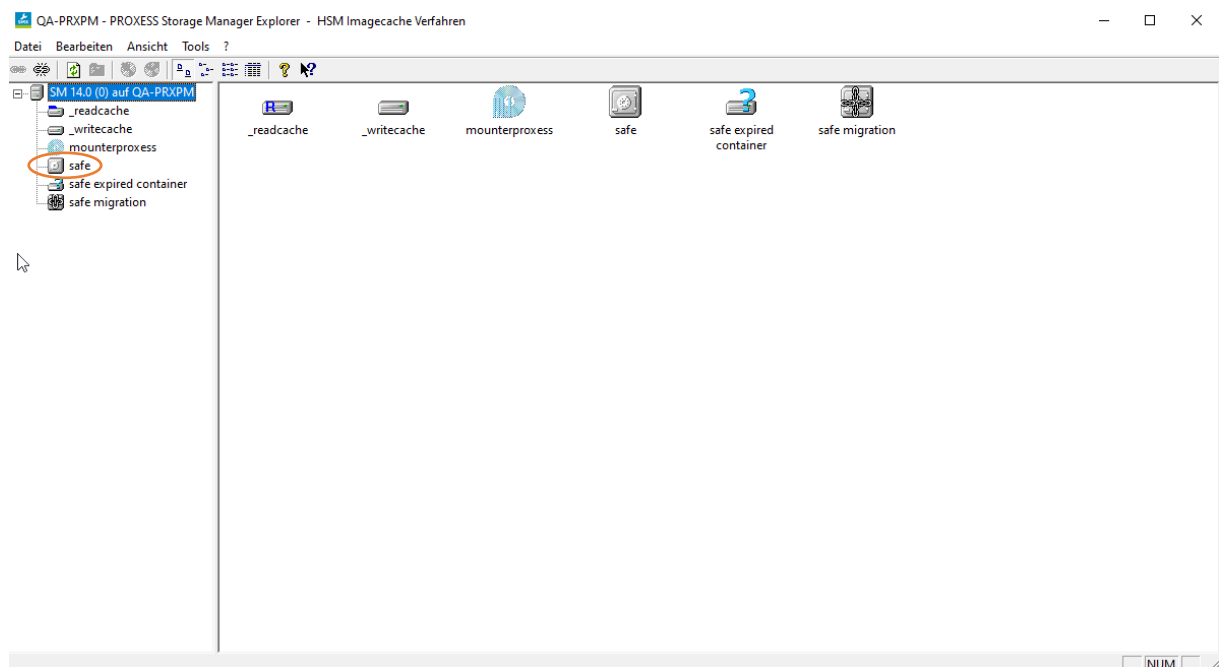 QA-PRXPM - PROXESS Storage Manager Explorer - HSM Imagecache Verfahren
Datei Bearbeiten Ansicht Tools ?
SM 14.0 (0) auf QA-PRXPM
_readcache
_writecache
mounterproxess
safe
safe expired container
safe migration
_readcache _writecache mounterproxess safe safe expired safe migration
container
NUM